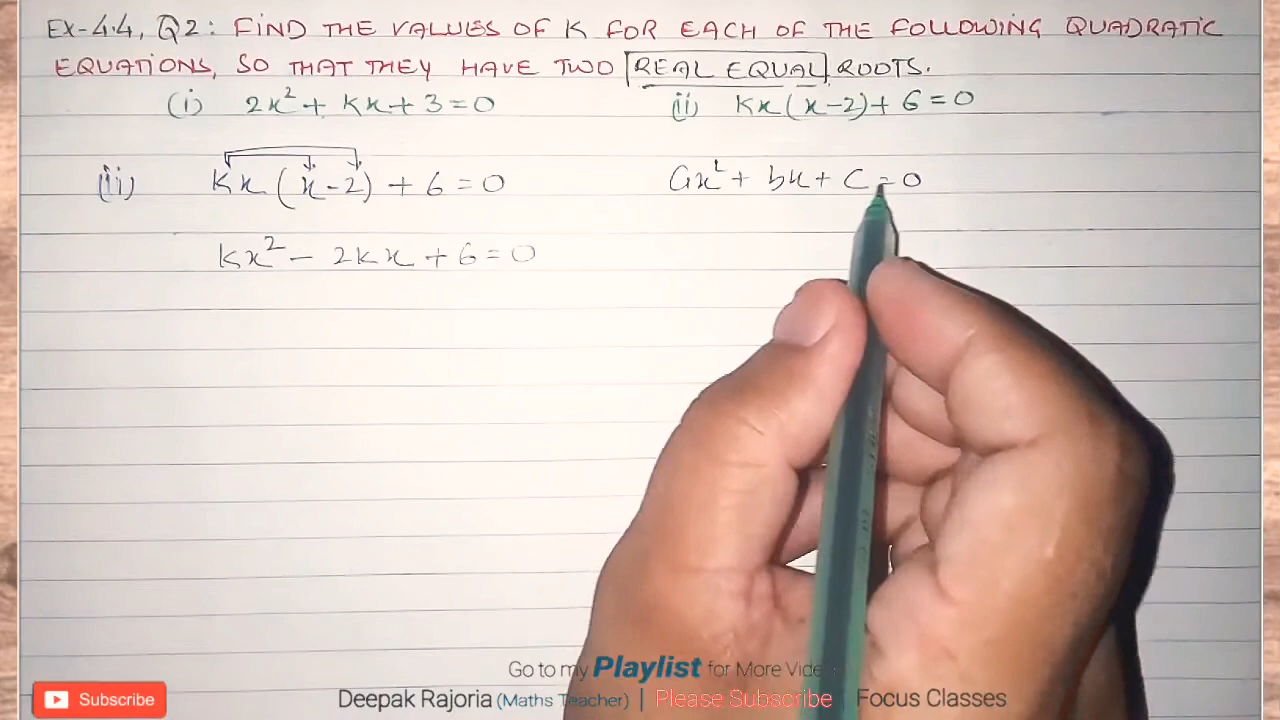 EX-4.4, Q2: FIND THE VALUES OF K FOR EACH OF THE FOLLOWING QUADRATIC
EQUATIONS, SO THAT THEY HAVE TWO REAL EQUAL ROOTS.
(i) 2x² + kx + 3 = 0 (ii) kx(x-2) + 6 = 0
(ii) kx (x-2) + 6 = 0 ax² + bx + c = 0
kx² - 2kx + 6 = 0
Go to my Playlist for More
Subscribe Deepak Rajoria (Maths Teacher) | Please Subscribe | Focus Classes